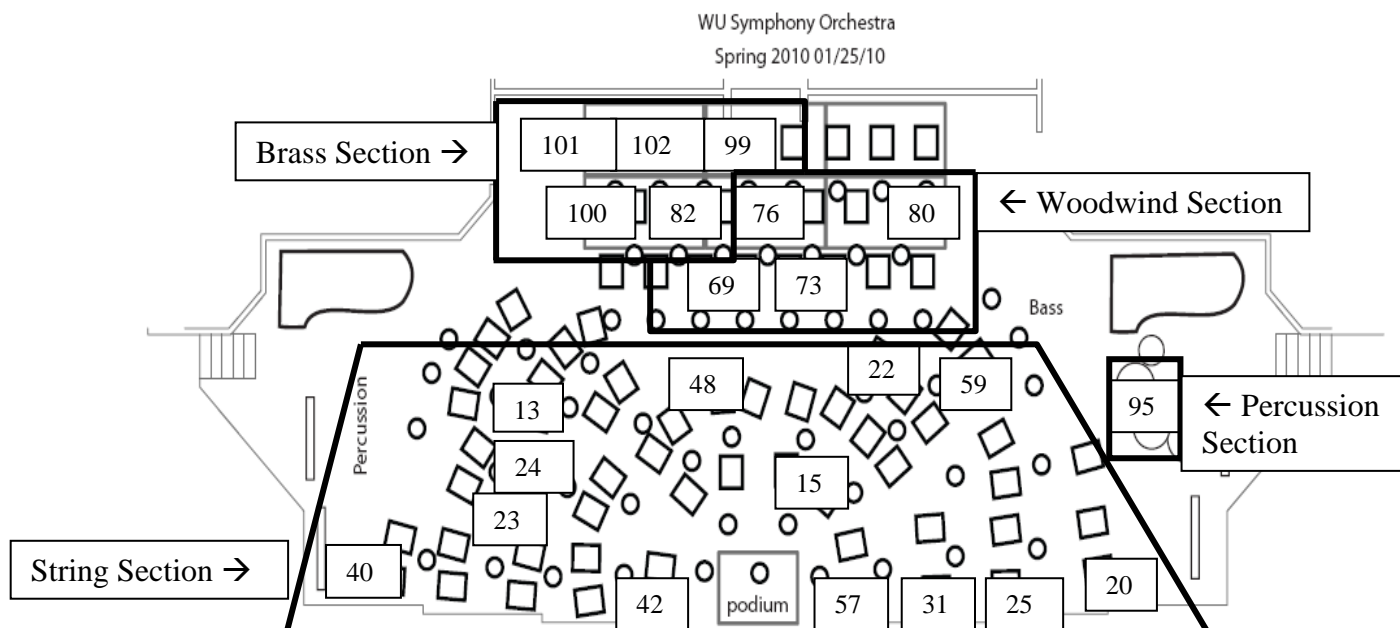 WU Symphony Orchestra
Spring 2010 01/25/10
Brass Section →
101 102 99
100 82 76 80
← Woodwind Section
69 73
Bass
22
48 59
13
95
← Percussion
Section
Percussion
24
15
23
String Section →
40 20
42 podium 57 31 25